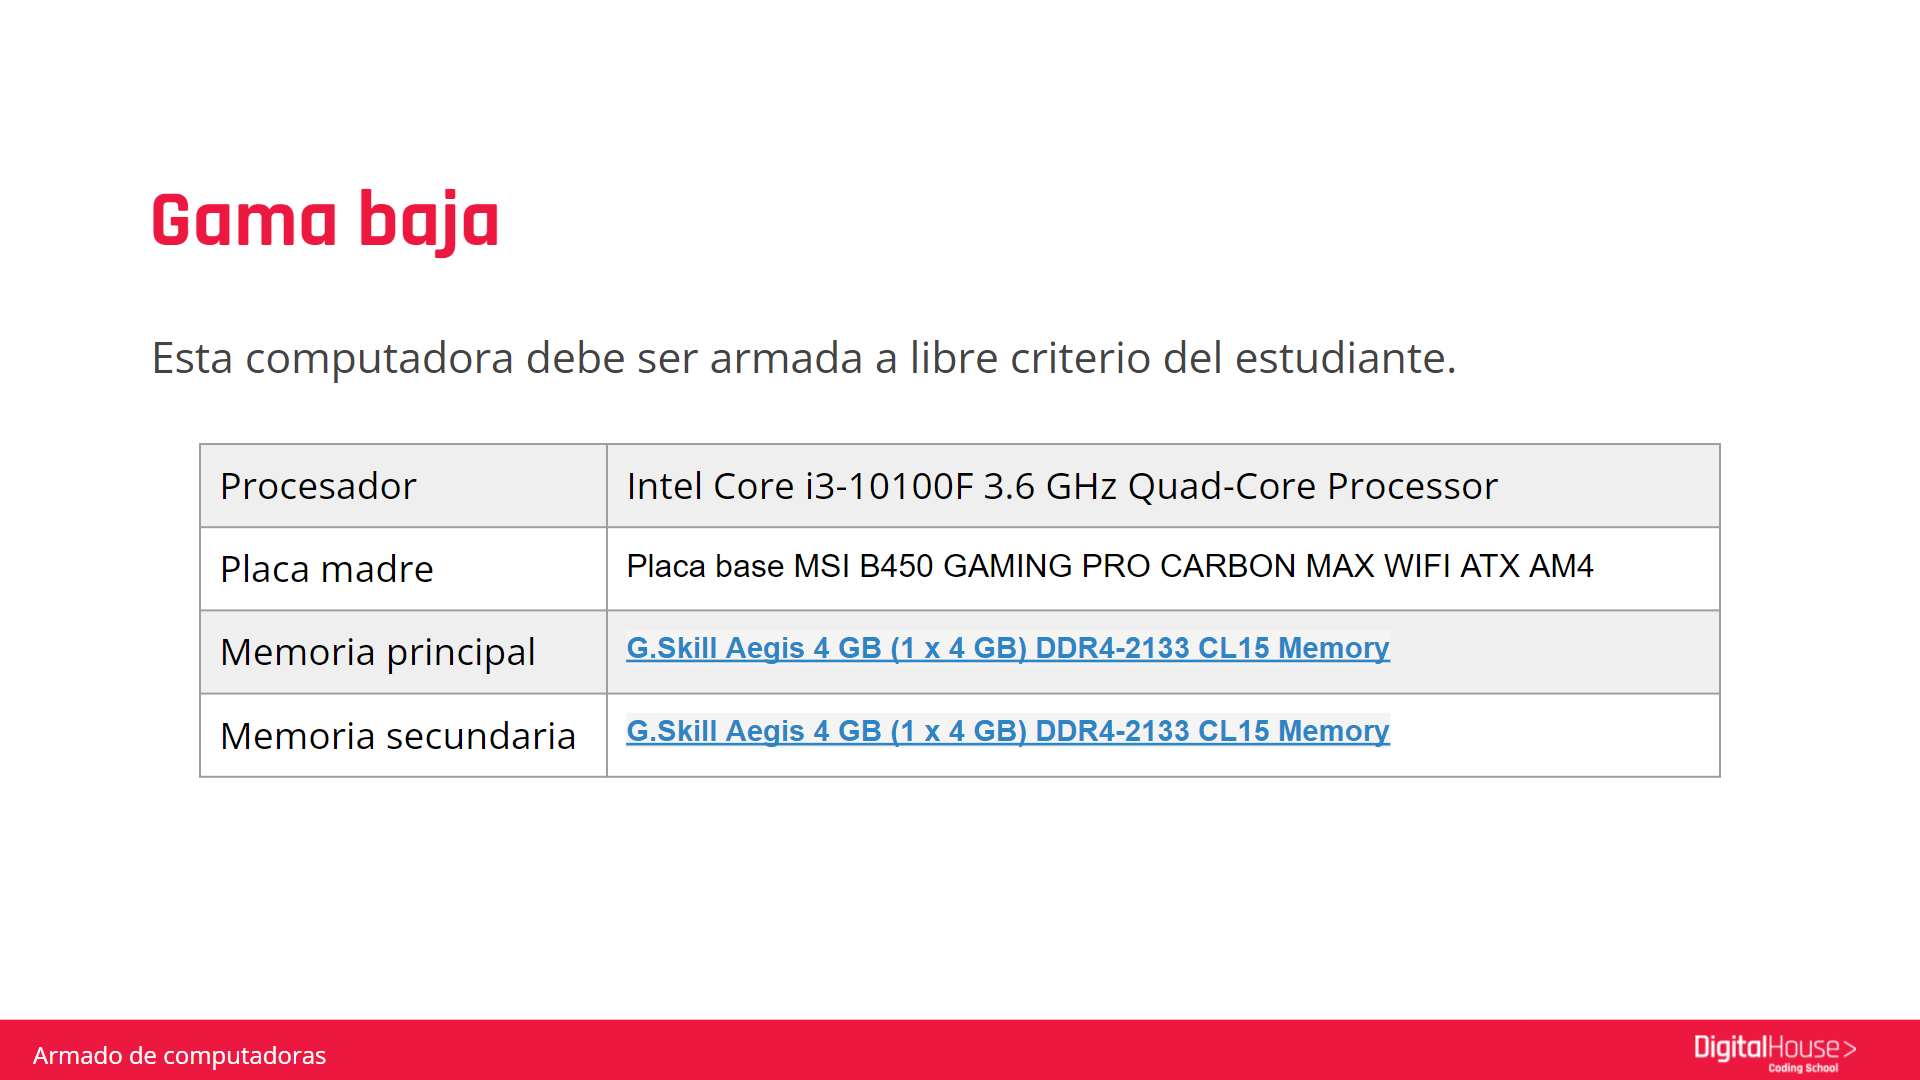 Gama baja
Esta computadora debe ser armada a libre criterio del estudiante.
Procesador Intel Core i3-10100F 3.6 GHz Quad-Core Processor
Placa madre Placa base MSI B450 GAMING PRO CARBON MAX WIFI ATX AM4
Memoria principal G.Skill Aegis 4 GB (1 x 4 GB) DDR4-2133 CL15 Memory
Memoria secundaria G.Skill Aegis 4 GB (1 x 4 GB) DDR4-2133 CL15 Memory
Armado de computadoras
DigitalHouse>
Coding School